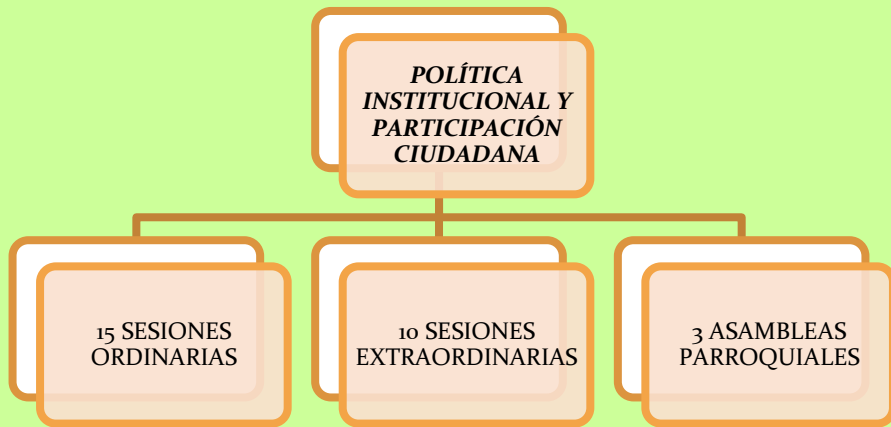 POLÍTICA
INSTITUCIONAL Y
PARTICIPACIÓN
CIUDADANA
15 SESIONES
ORDINARIAS
10 SESIONES
EXTRAORDINARIAS
3 ASAMBLEAS
PARROQUIALES